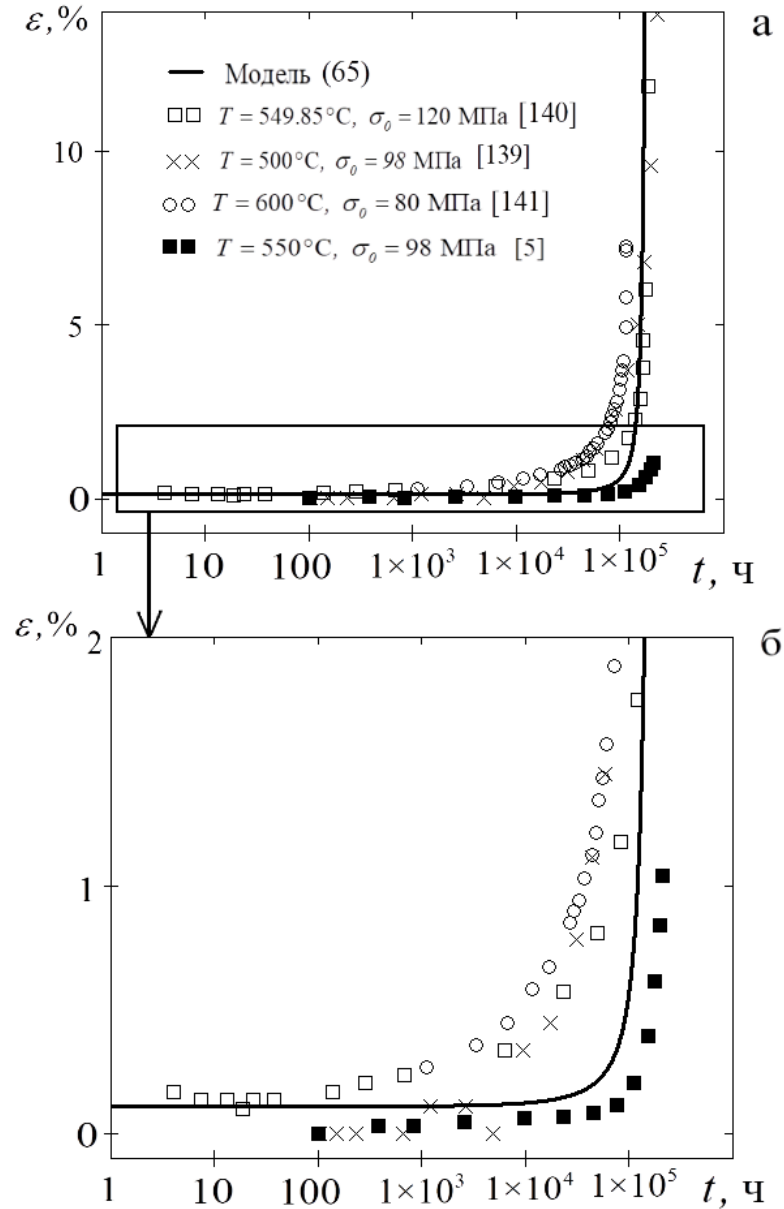 ε,%
а
Модель (65)
T = 549.85°C, σ₀ = 120 МПа [140]
T = 500°C, σ₀ = 98 МПа [139]
T = 600°C, σ₀ = 80 МПа [141]
T = 550°C, σ₀ = 98 МПа [5]
10
5
0
1 10 100 1×10³ 1×10⁴ 1×10⁵ t, ч
ε,%
б
2
1
0
1 10 100 1×10³ 1×10⁴ 1×10⁵ t, ч